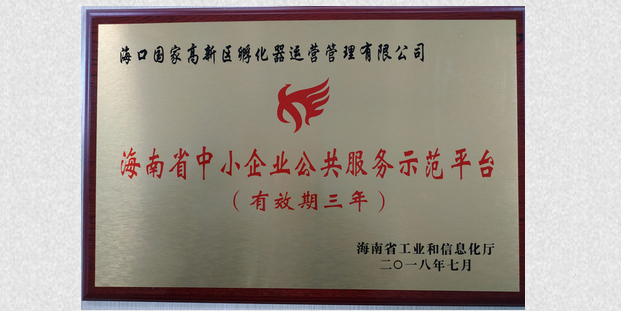 海口国家高新区孵化器运营管理有限公司
海南省中小企业公共服务示范平台
（有效期三年）
海南省工业和信息化厅
二〇一八年七月